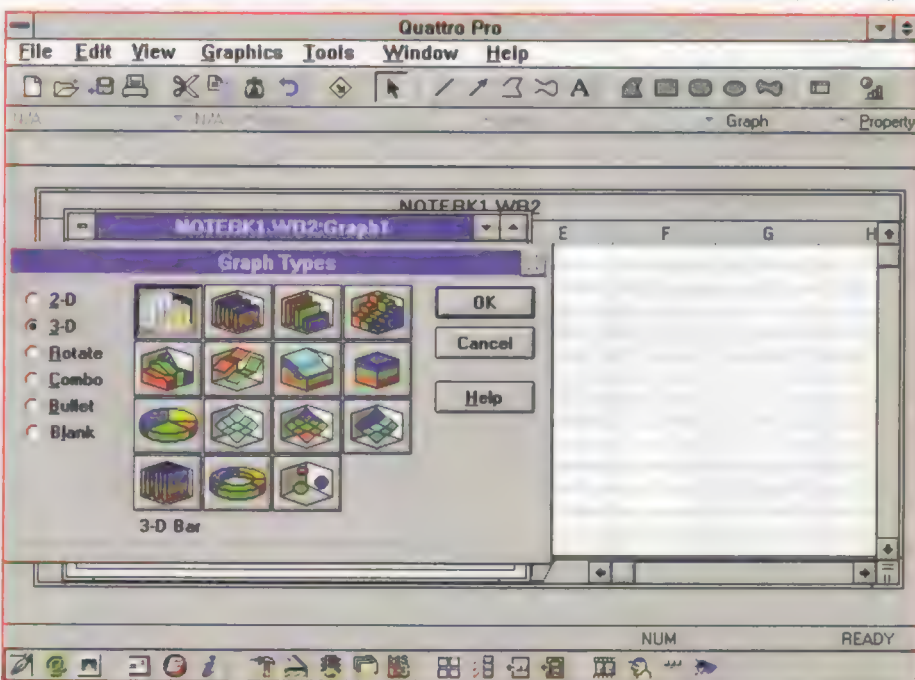 Quattro Pro
File Edit View Graphics Tools Window Help
N/A N/A Graph Property
NOTEBK1.WB2
NOTEBK1.WB2:Graph1
E F G H
Graph Types
2-D
3-D
Rotate
Combo
Bullet
Blank
OK
Cancel
Help
3-D Bar
NUM READY